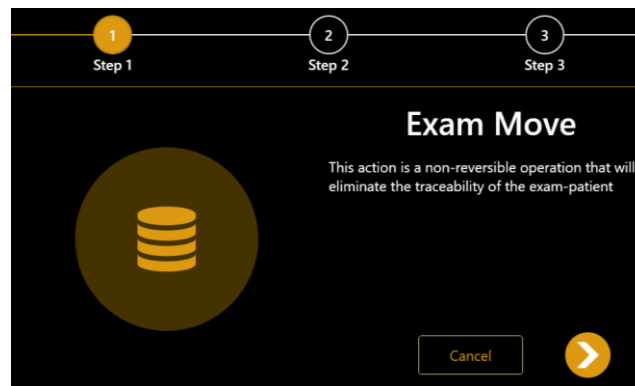 1
2
3
Step 1
Step 2
Step 3
Exam Move
This action is a non-reversible operation that will
eliminate the traceability of the exam-patient
Cancel